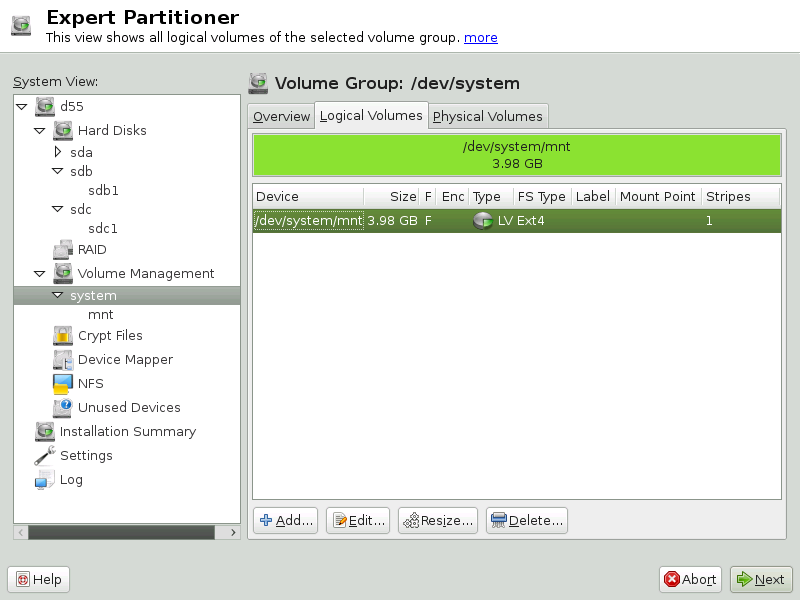 Expert Partitioner
This view shows all logical volumes of the selected volume group. more
System View:
d55
Hard Disks
sda
sdb
sdb1
sdc
sdc1
RAID
Volume Management
system
mnt
Crypt Files
Device Mapper
NFS
Unused Devices
Installation Summary
Settings
Log
Volume Group: /dev/system
Overview Logical Volumes Physical Volumes
/dev/system/mnt
3.98 GB
Device Size F Enc Type FS Type Label Mount Point Stripes
/dev/system/mnt 3.98 GB F LV Ext4 1
Add... Edit... Resize... Delete...
Help Abort Next